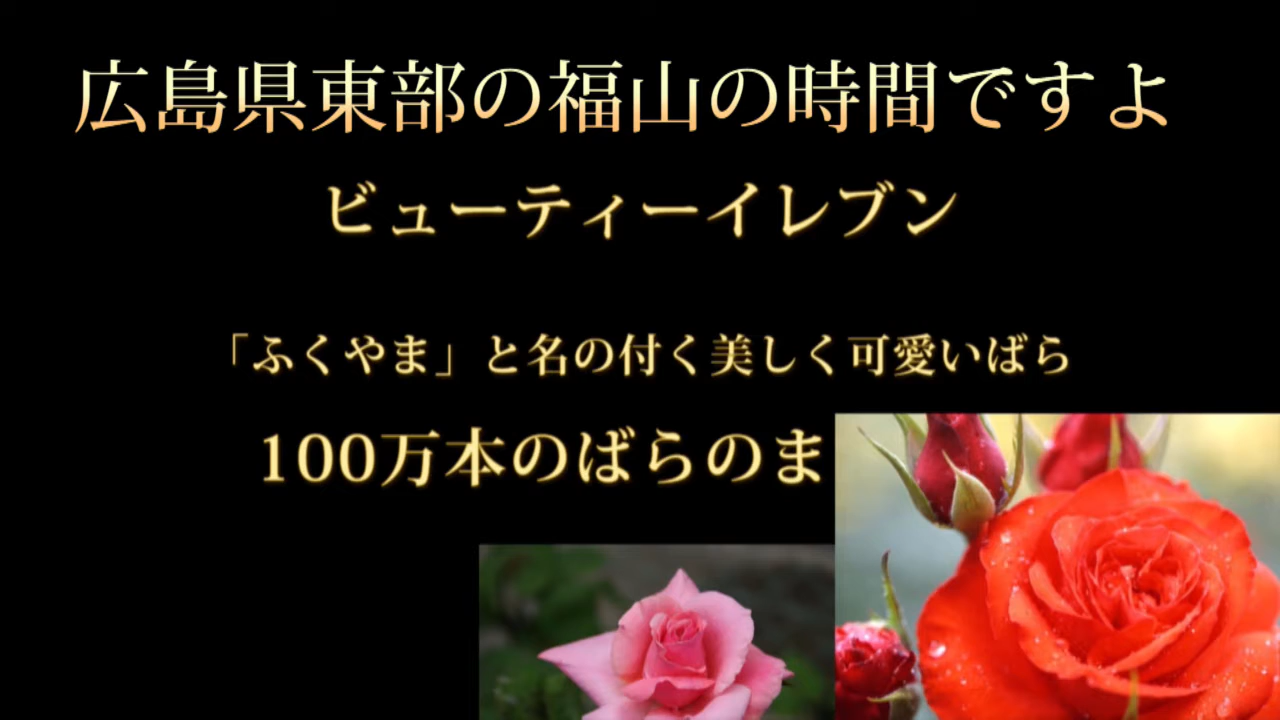 広島県東部の福山の時間ですよ
ビューティーイレブン
「ふくやま」と名の付く美しく可愛いばら
100万本のばらのま